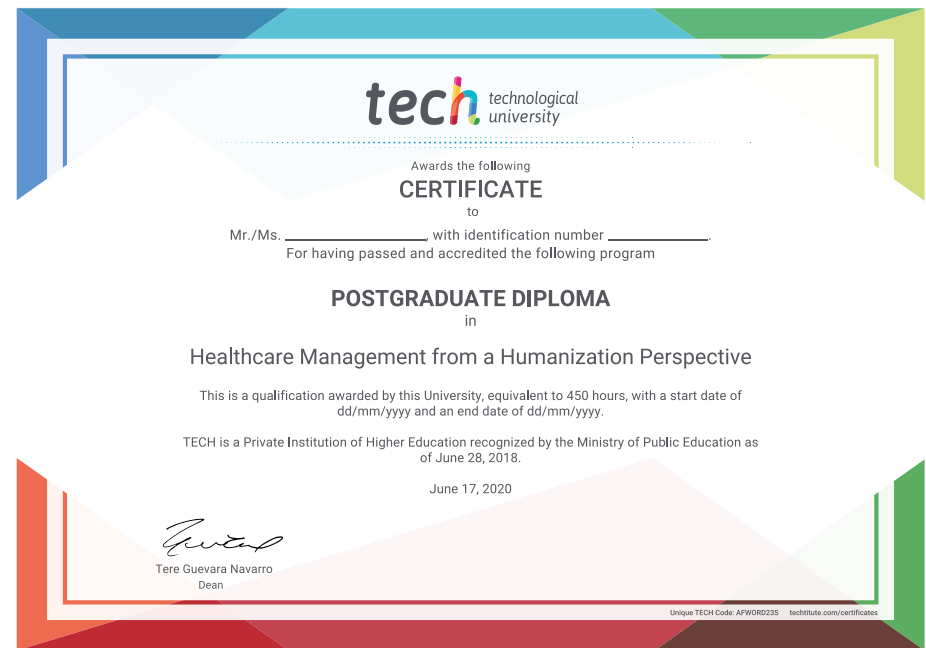 tech technological
university
Awards the following
CERTIFICATE
to
Mr./Ms. ____________________, with identification number ______________.
For having passed and accredited the following program
POSTGRADUATE DIPLOMA
in
Healthcare Management from a Humanization Perspective
This is a qualification awarded by this University, equivalent to 450 hours, with a start date of
dd/mm/yyyy and an end date of dd/mm/yyyy.
TECH is a Private Institution of Higher Education recognized by the Ministry of Public Education as
of June 28, 2018.
June 17, 2020
Tere Guevara Navarro
Dean
Unique TECH Code: AFWORD23S techtitute.com/certificates